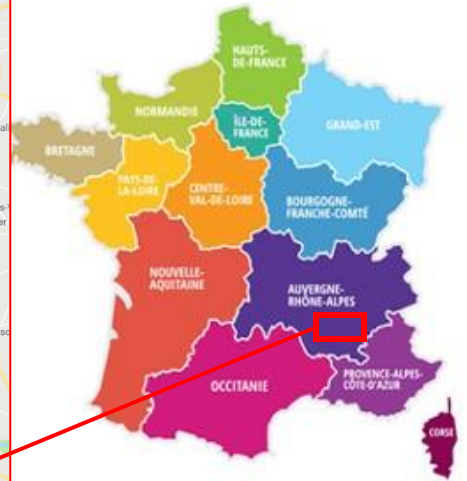 HAUTS-
DE-FRANCE
NORMANDIE
ÎLE-DE-
FRANCE
GRAND-EST
BRETAGNE
PAYS-DE-
LA-LOIRE
CENTRE-
VAL-DE-LOIRE
BOURGOGNE-
FRANCHE-COMTÉ
NOUVELLE-
AQUITAINE
AUVERGNE-
RHÔNE-ALPES
PROVENCE-ALPES-
CÔTE-D'AZUR
OCCITANIE
CORSE